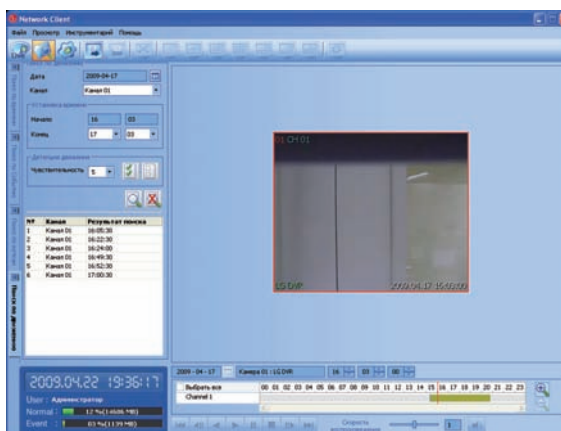 Network Client
Файл Просмотр Инструментарий Помощь
Live
Дата 2009-04-17
Канал Канал 01
Установка времени
Начало 16 03
Конец 17 03
Чувствительность 5
№ Канал Результат поиска
1 Канал 01 16:05:30
2 Канал 01 16:22:30
3 Канал 01 16:24:00
4 Канал 01 16:49:30
5 Канал 01 16:52:30
6 Канал 01 17:00:30
Поиск по движению
01 CH 01
LG DVR 2009.04.17 16:03:00
2009.04.22 19:36:17
User : Администратор
Normal : 12 %(14686 MB)
Event : 03 %(1139 MB)
2009 - 04 - 17 Камера 01 : LG DVR 16 03 00
Выбрать все 00 01 02 03 04 05 06 07 08 09 10 11 12 13 14 15 16 17 18 19 20 21 22 23
Channel 1
Скорость
1